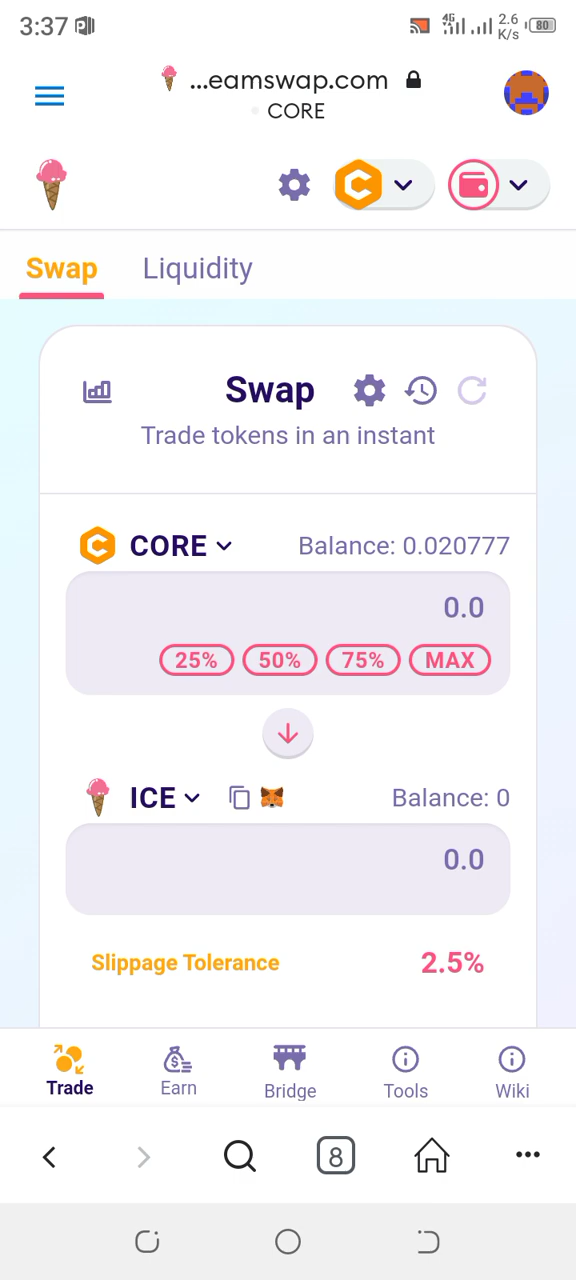 3:37
4G
2.6
K/s
80
...eamswap.com
CORE
Swap
Liquidity
Swap
Trade tokens in an instant
CORE Balance: 0.020777
0.0
25% 50% 75% MAX
ICE Balance: 0
0.0
Slippage Tolerance 2.5%
Trade Earn Bridge Tools Wiki
8